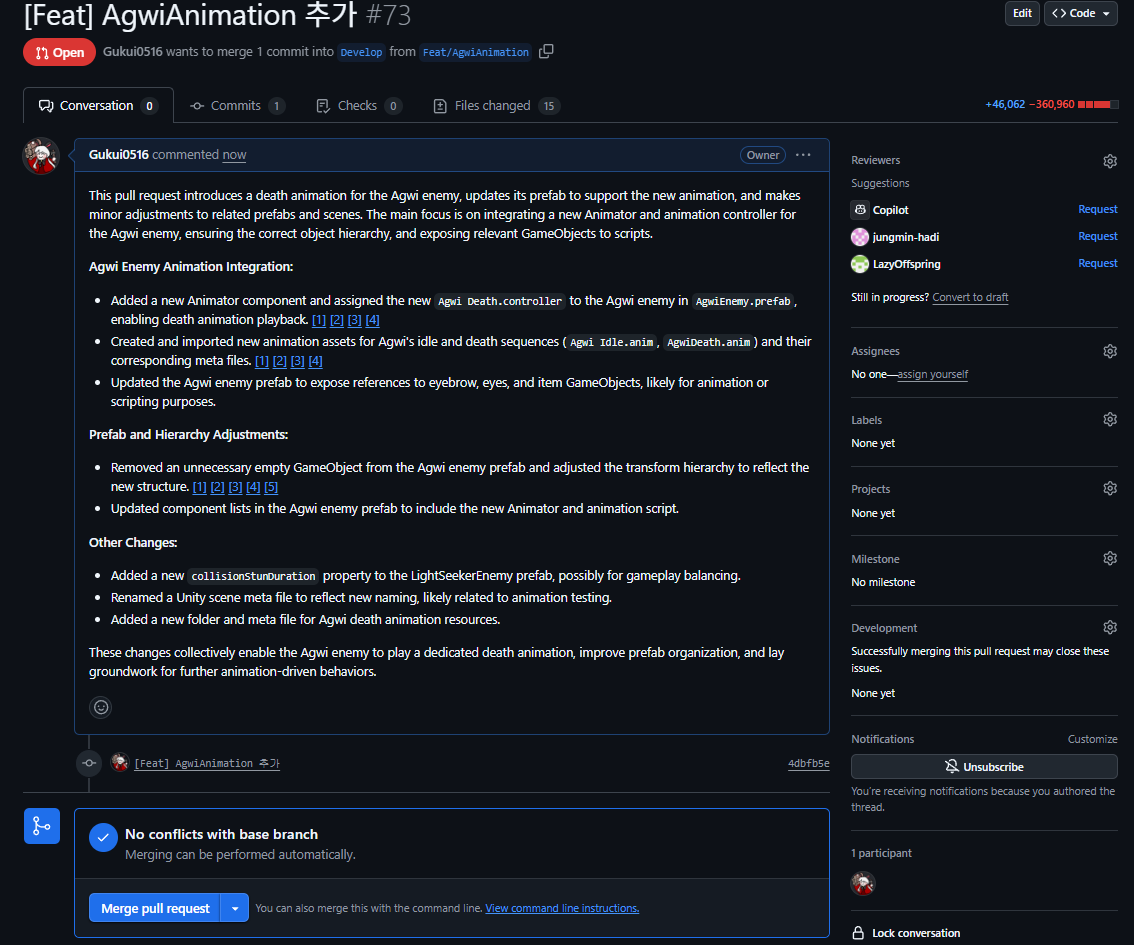 [Feat] AgwiAnimation 추가 #73
Edit
Code
Open
Gukui0516 wants to merge 1 commit into Develop from Feat/AgwiAnimation
Conversation 0
Commits 1
Checks 0
Files changed 15
+46,062 −360,960
Gukui0516 commented now
Owner
This pull request introduces a death animation for the Agwi enemy, updates its prefab to support the new animation, and makes
minor adjustments to related prefabs and scenes. The main focus is on integrating a new Animator and animation controller for
the Agwi enemy, ensuring the correct object hierarchy, and exposing relevant GameObjects to scripts.
Agwi Enemy Animation Integration:
• Added a new Animator component and assigned the new Agwi Death.controller to the Agwi enemy in AgwiEnemy.prefab,
enabling death animation playback. [1] [2] [3] [4]
• Created and imported new animation assets for Agwi's idle and death sequences (Agwi Idle.anim, AgwiDeath.anim) and their
corresponding meta files. [1] [2] [3] [4]
• Updated the Agwi enemy prefab to expose references to eyebrow, eyes, and item GameObjects, likely for animation or
scripting purposes.
Prefab and Hierarchy Adjustments:
• Removed an unnecessary empty GameObject from the Agwi enemy prefab and adjusted the transform hierarchy to reflect the
new structure. [1] [2] [3] [4] [5]
• Updated component lists in the Agwi enemy prefab to include the new Animator and animation script.
Other Changes:
• Added a new collisionStunDuration property to the LightSeekerEnemy prefab, possibly for gameplay balancing.
• Renamed a Unity scene meta file to reflect new naming, likely related to animation testing.
• Added a new folder and meta file for Agwi death animation resources.
These changes collectively enable the Agwi enemy to play a dedicated death animation, improve prefab organization, and lay
groundwork for further animation-driven behaviors.
[Feat] AgwiAnimation 추가
4dbfb5e
No conflicts with base branch
Merging can be performed automatically.
Merge pull request
You can also merge this with the command line. View command line instructions.
Reviewers
Suggestions
Copilot Request
jungmin-hadi Request
LazyOffspring Request
Still in progress? Convert to draft
Assignees
No one—assign yourself
Labels
None yet
Projects
None yet
Milestone
No milestone
Development
Successfully merging this pull request may close these
issues.
None yet
Notifications
Customize
Unsubscribe
You're receiving notifications because you authored the
thread.
1 participant
Lock conversation